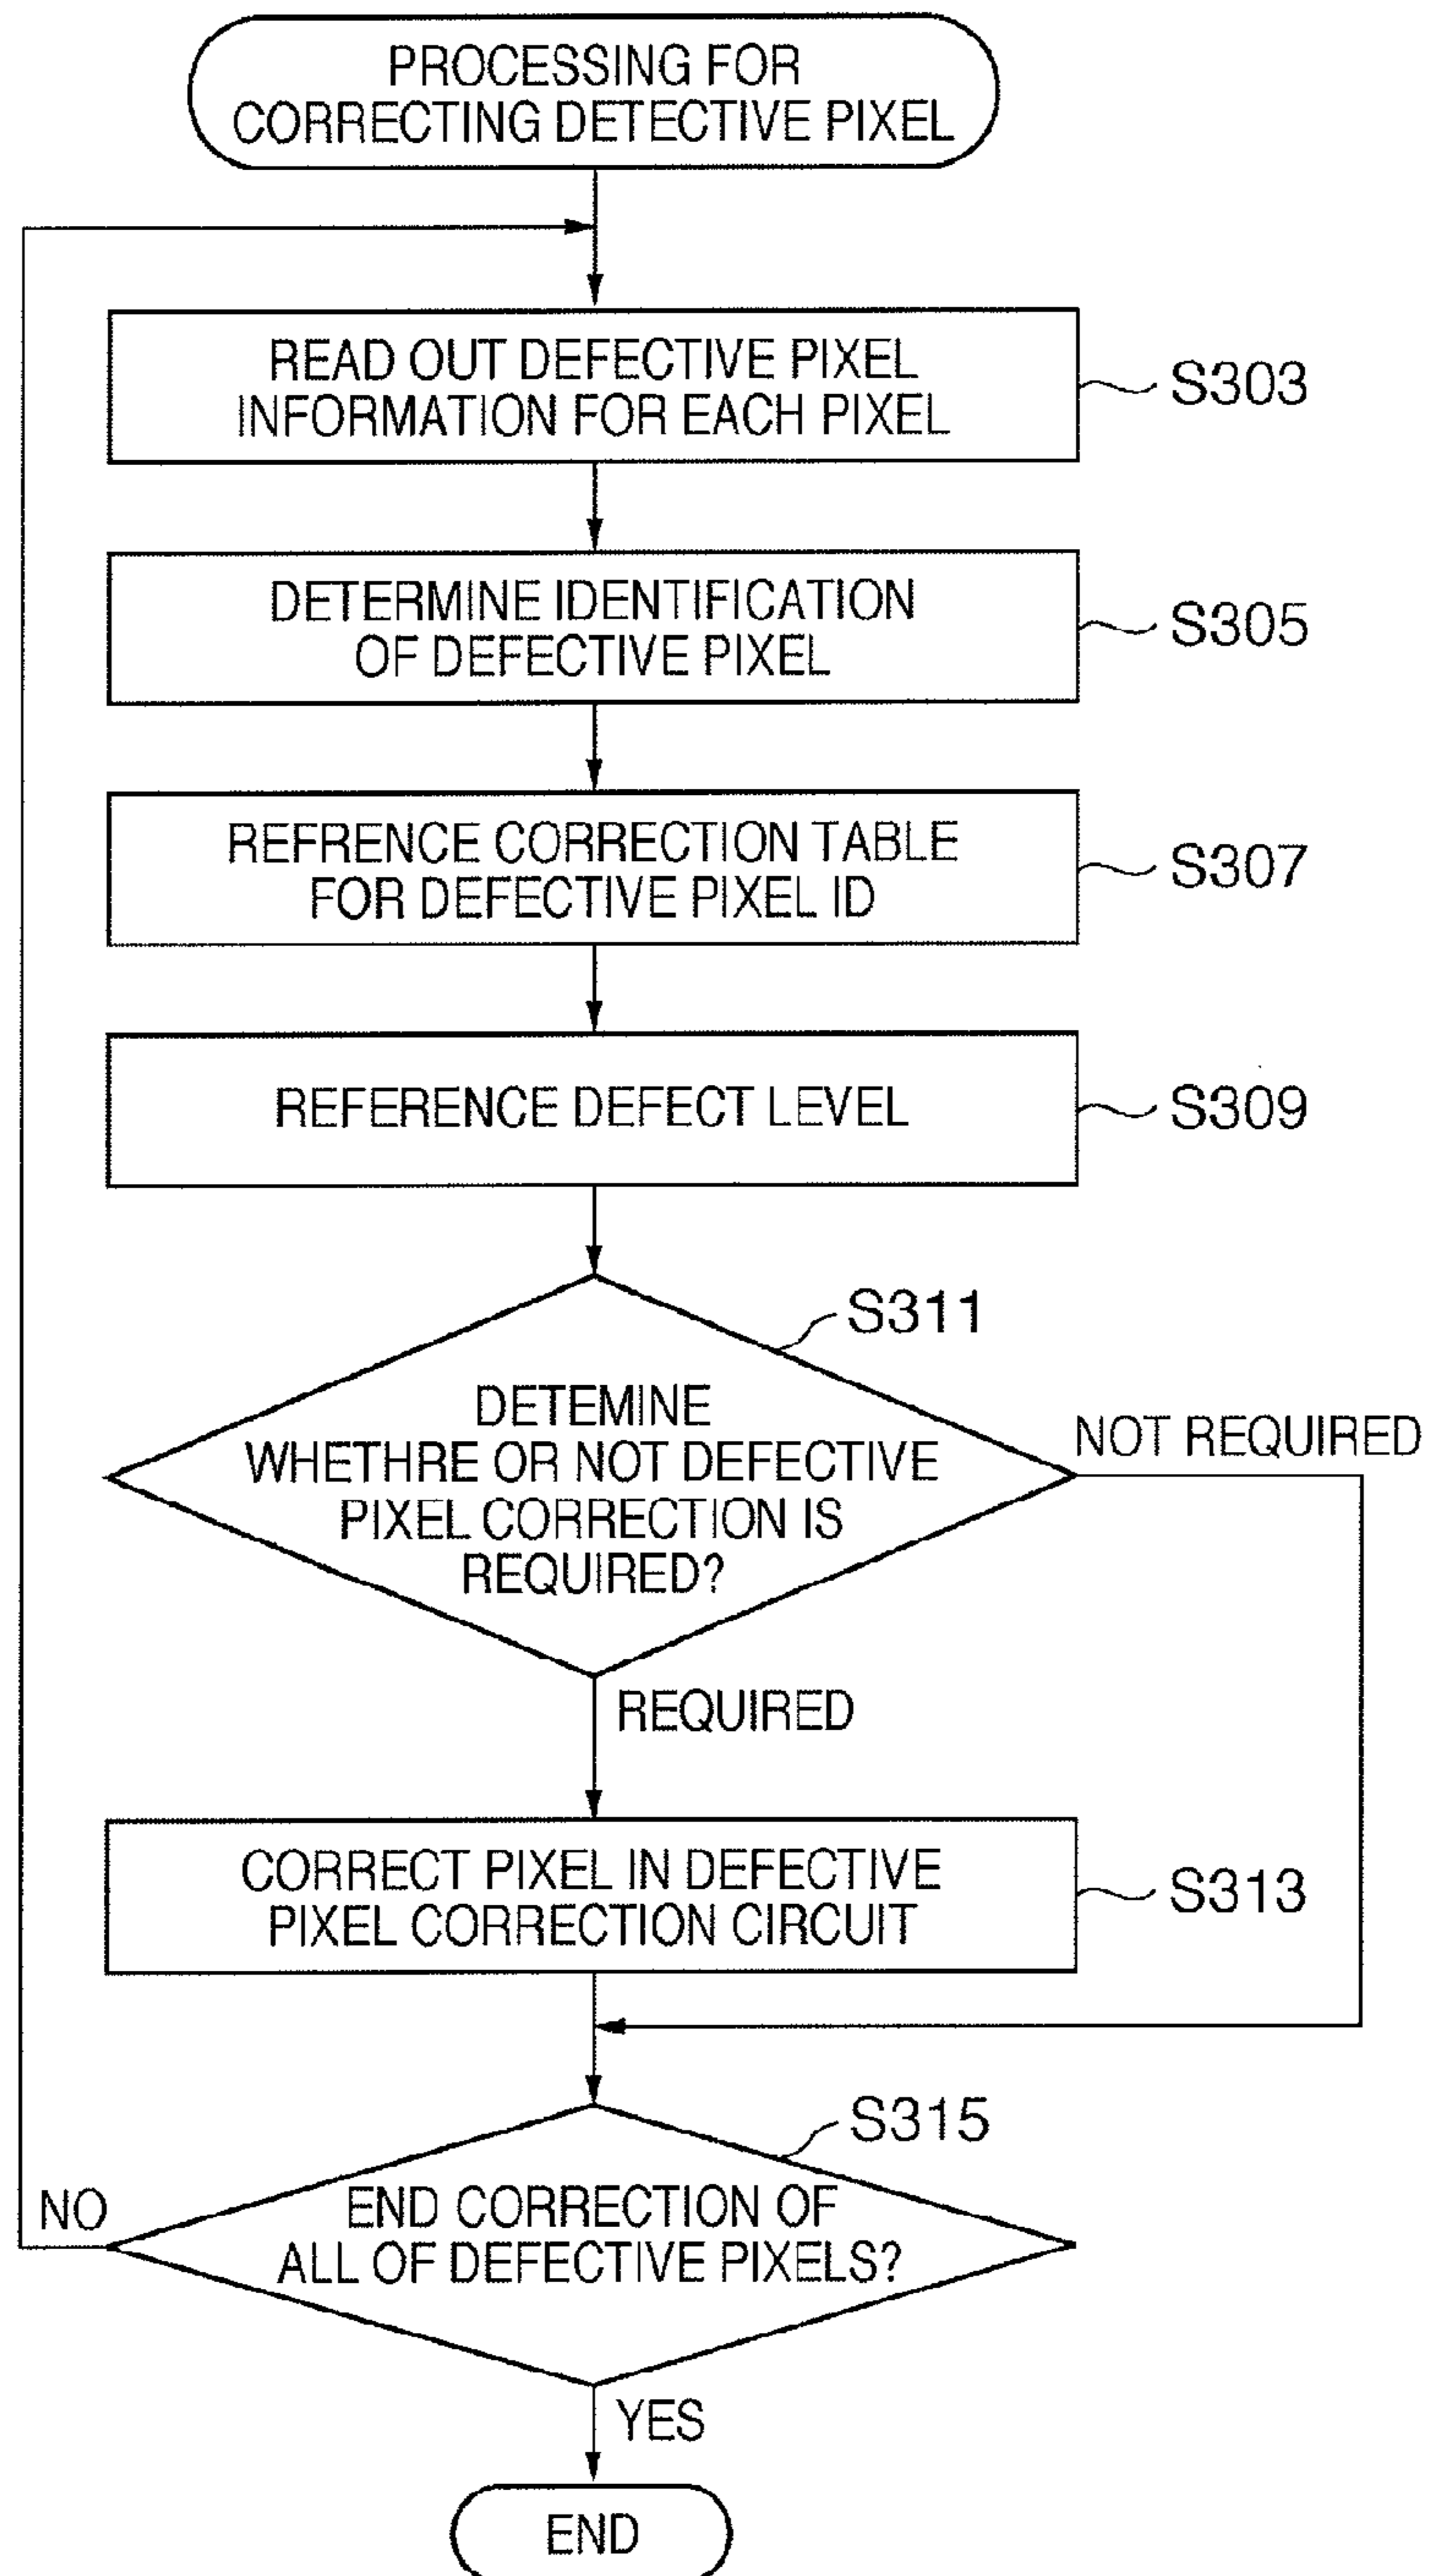 PROCESSING FOR
CORRECTING DETECTIVE PIXEL
READ OUT DEFECTIVE PIXEL
INFORMATION FOR EACH PIXEL
S303
DETERMINE IDENTIFICATION
OF DEFECTIVE PIXEL
S305
REFRENCE CORRECTION TABLE
FOR DEFECTIVE PIXEL ID
S307
REFERENCE DEFECT LEVEL
S309
S311
DETEMINE
WHETHRE OR NOT DEFECTIVE
PIXEL CORRECTION IS
REQUIRED?
NOT REQUIRED
REQUIRED
CORRECT PIXEL IN DEFECTIVE
PIXEL CORRECTION CIRCUIT
S313
S315
END CORRECTION OF
ALL OF DEFECTIVE PIXELS?
NO
YES
END